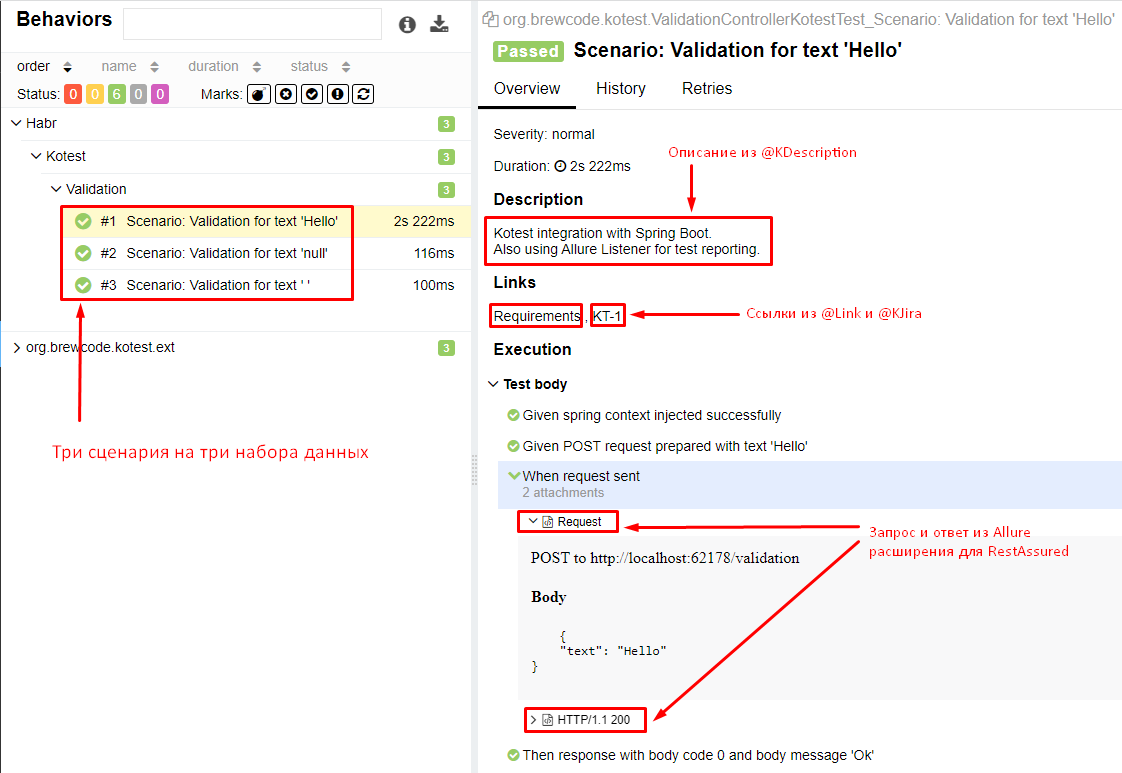 Behaviors
order name duration status
Status: 0 0 6 0 0 Marks:
Habr 3
Kotest 3
Validation 3
#1 Scenario: Validation for text 'Hello' 2s 222ms
#2 Scenario: Validation for text 'null' 116ms
#3 Scenario: Validation for text ' ' 100ms
org.brewcode.kotest.ext 3
Три сценария на три набора данных
org.brewcode.kotest.ValidationControllerKotestTest_Scenario: Validation for text 'Hello'
Passed Scenario: Validation for text 'Hello'
Overview History Retries
Severity: normal
Описание из @KDescription
Duration: 2s 222ms
Description
Kotest integration with Spring Boot.
Also using Allure Listener for test reporting.
Links
Requirements , KT-1
Ссылки из @Link и @KJira
Execution
Test body
Given spring context injected successfully
Given POST request prepared with text 'Hello'
When request sent
2 attachments
Request
Запрос и ответ из Allure
расширения для RestAssured
POST to http://localhost:62178/validation
Body
{
"text": "Hello"
}
HTTP/1.1 200
Then response with body code 0 and body message 'Ok'